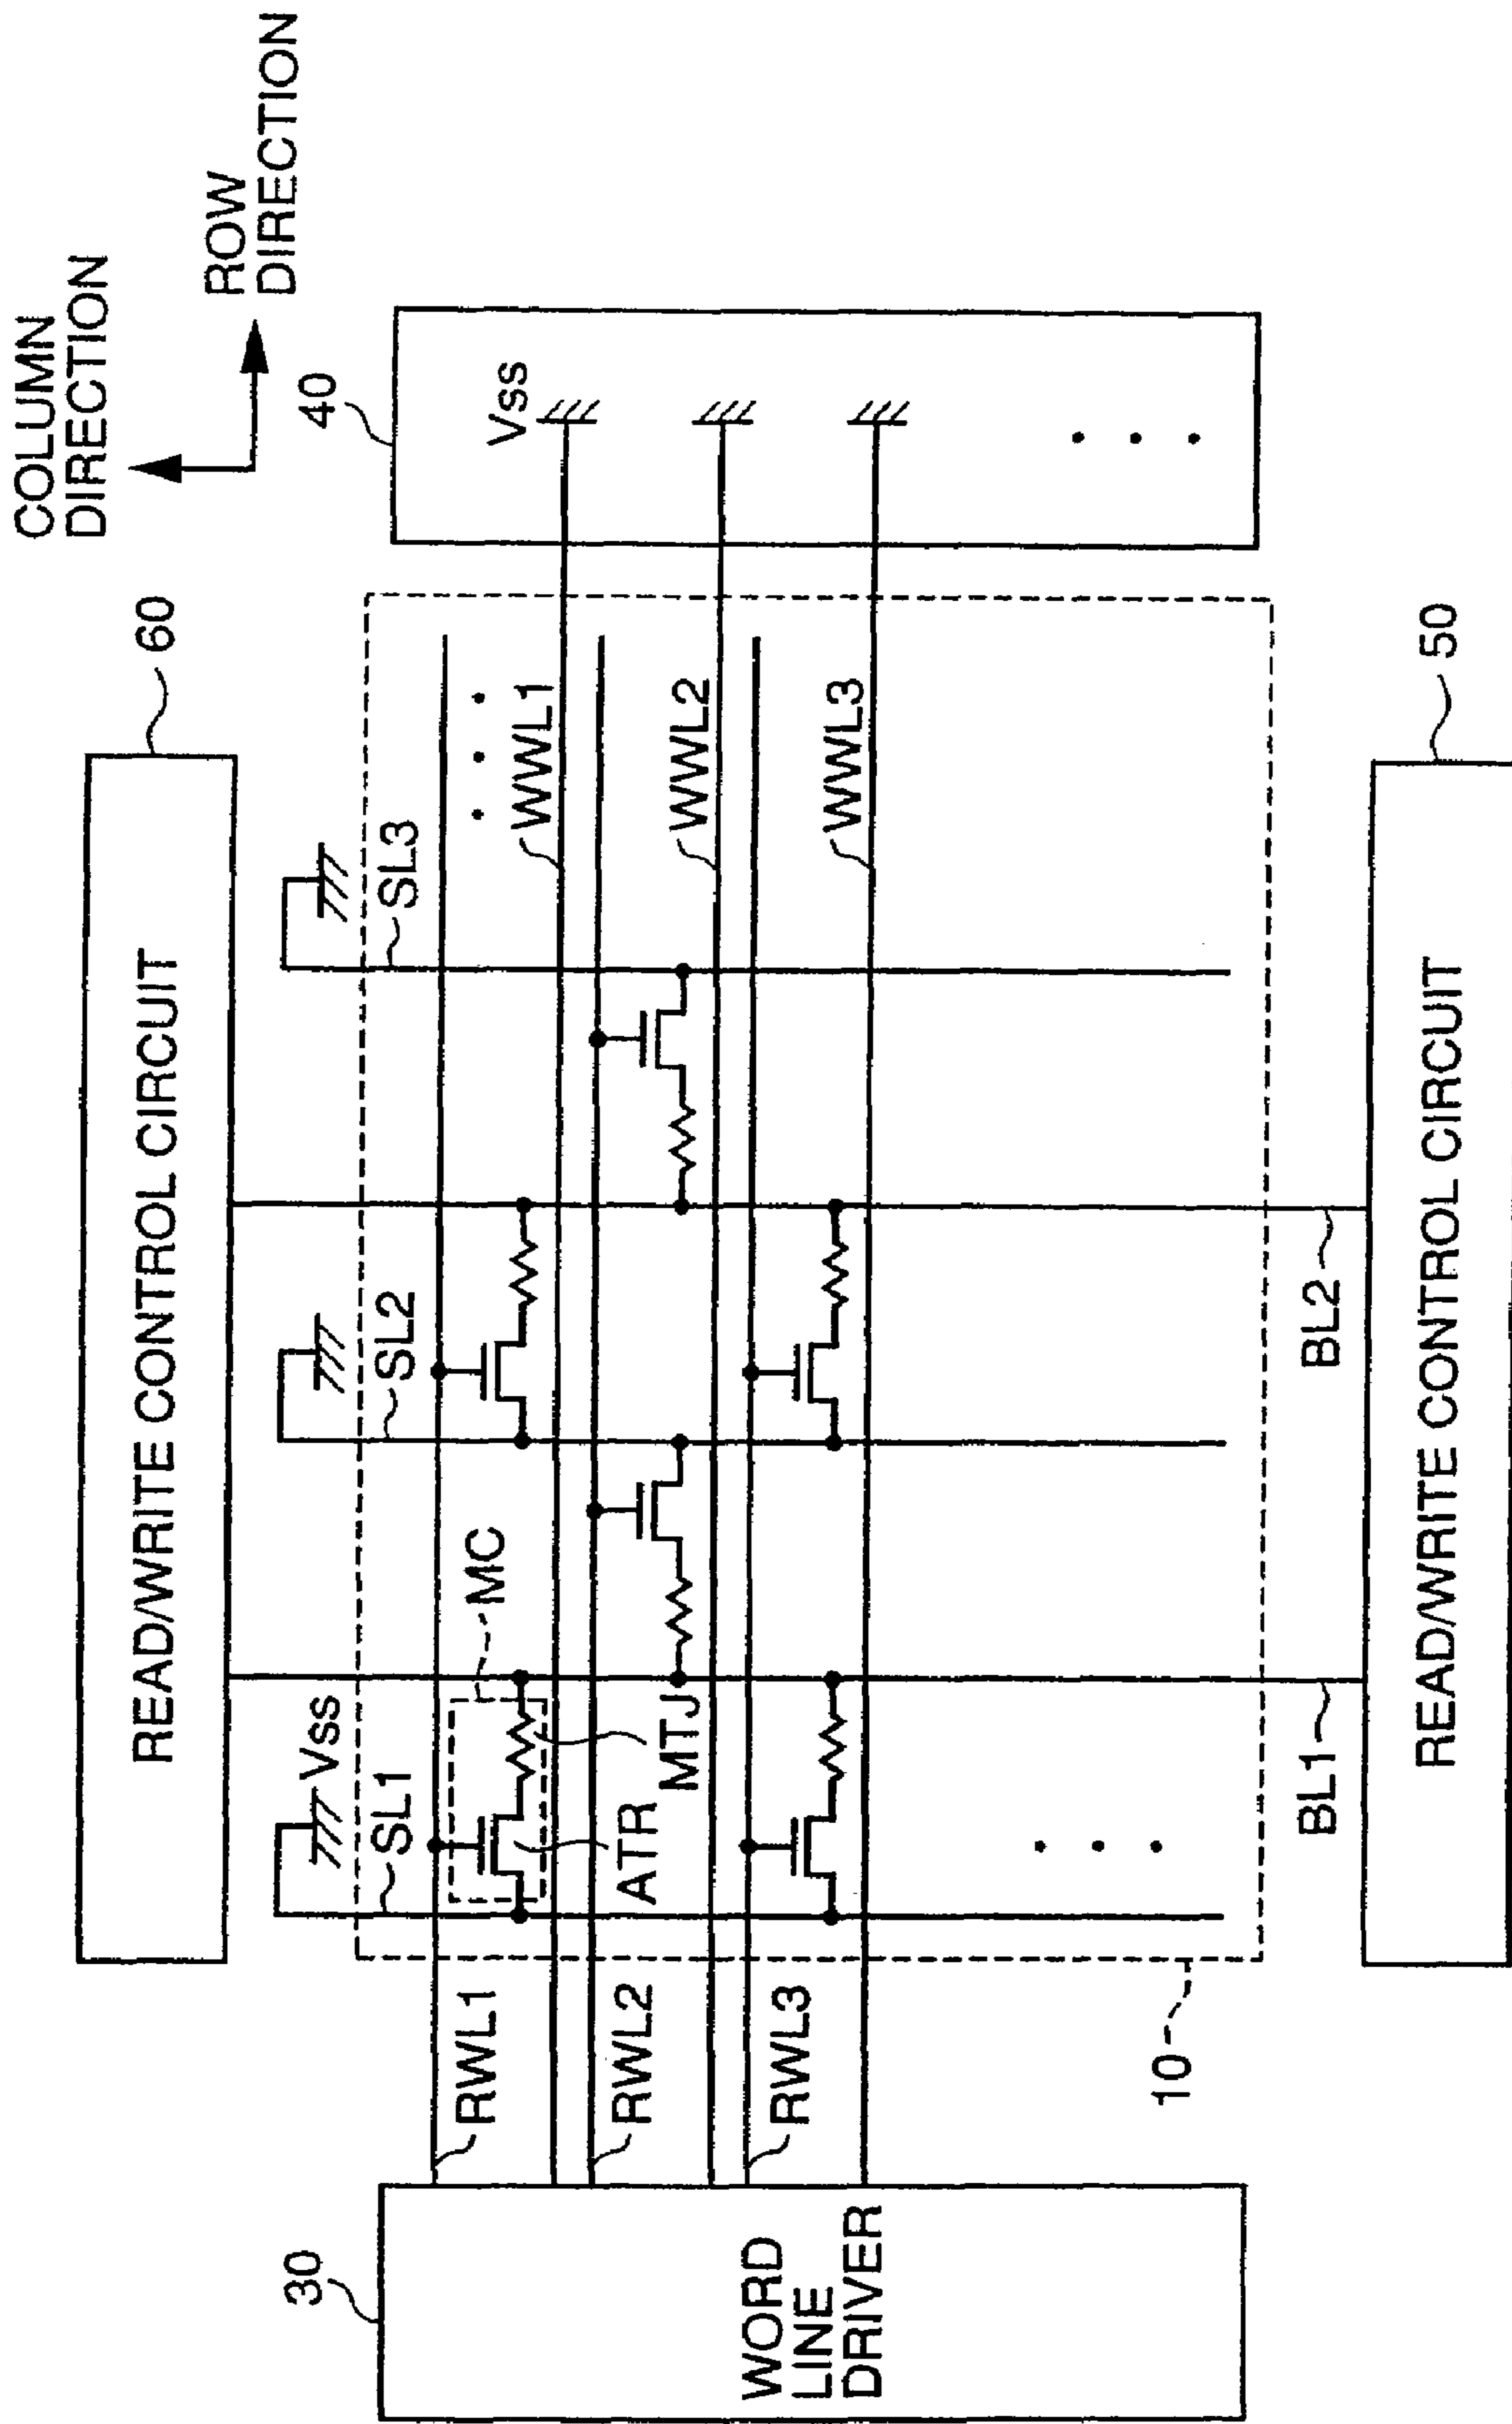 COLUMN
DIRECTION
ROW
DIRECTION
60
READ/WRITE CONTROL CIRCUIT
40
Vss
30
WORD
LINE
DRIVER
Vss
SL1
SL2
SL3
RWL1
MC
ATR
MTJ
WWL1
RWL2
WWL2
RWL3
WWL3
10
BL1
BL2
50
READ/WRITE CONTROL CIRCUIT